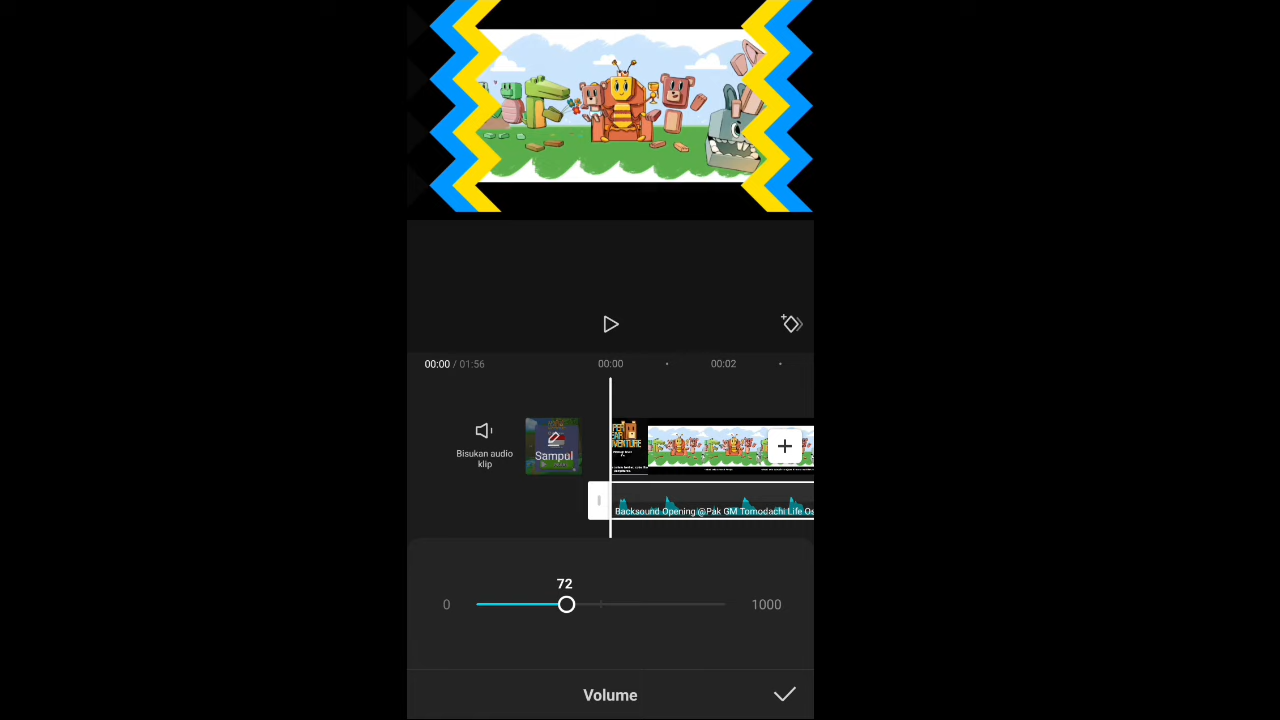 00:00 / 01:56
00:00
00:02
Bisukan audio
klip
Sampul
Backsound Opening @Pak GM Tomodachi Life Os
72
0
1000
Volume